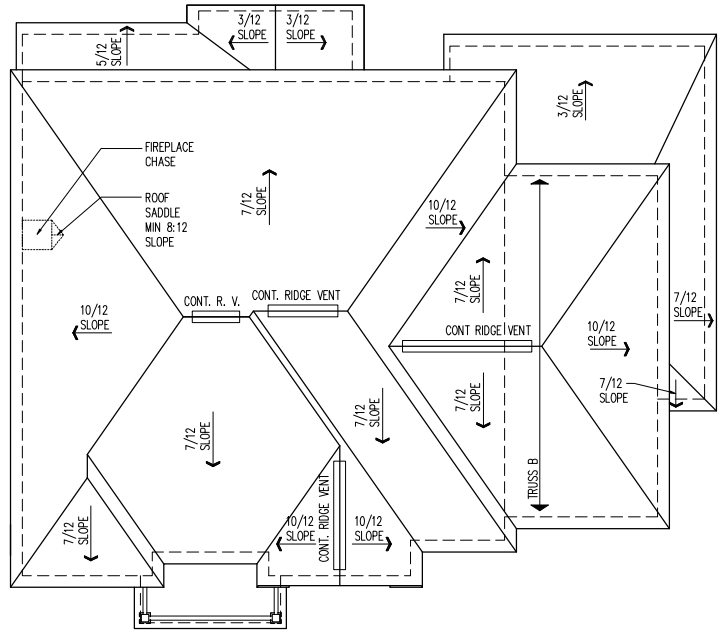 3/12
SLOPE
3/12
SLOPE
5/12
SLOPE
3/12
SLOPE
FIREPLACE
CHASE
ROOF
SADDLE
MIN 8:12
SLOPE
7/12
SLOPE
10/12
SLOPE
7/12
SLOPE
CONT. R. V.
CONT. RIDGE VENT
10/12
SLOPE
CONT RIDGE VENT
10/12
SLOPE
7/12
SLOPE
7/12
SLOPE
7/12
SLOPE
7/12
SLOPE
7/12
SLOPE
TRUSS B
7/12
SLOPE
10/12
SLOPE
CONT. RIDGE VENT
10/12
SLOPE